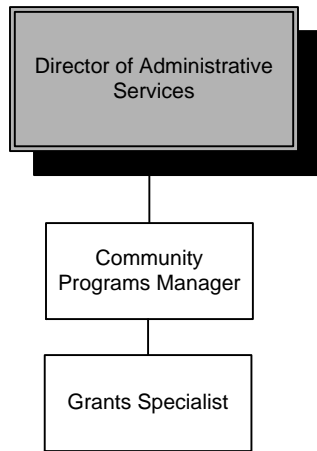 Director of Administrative
Services
Community
Programs Manager
Grants Specialist